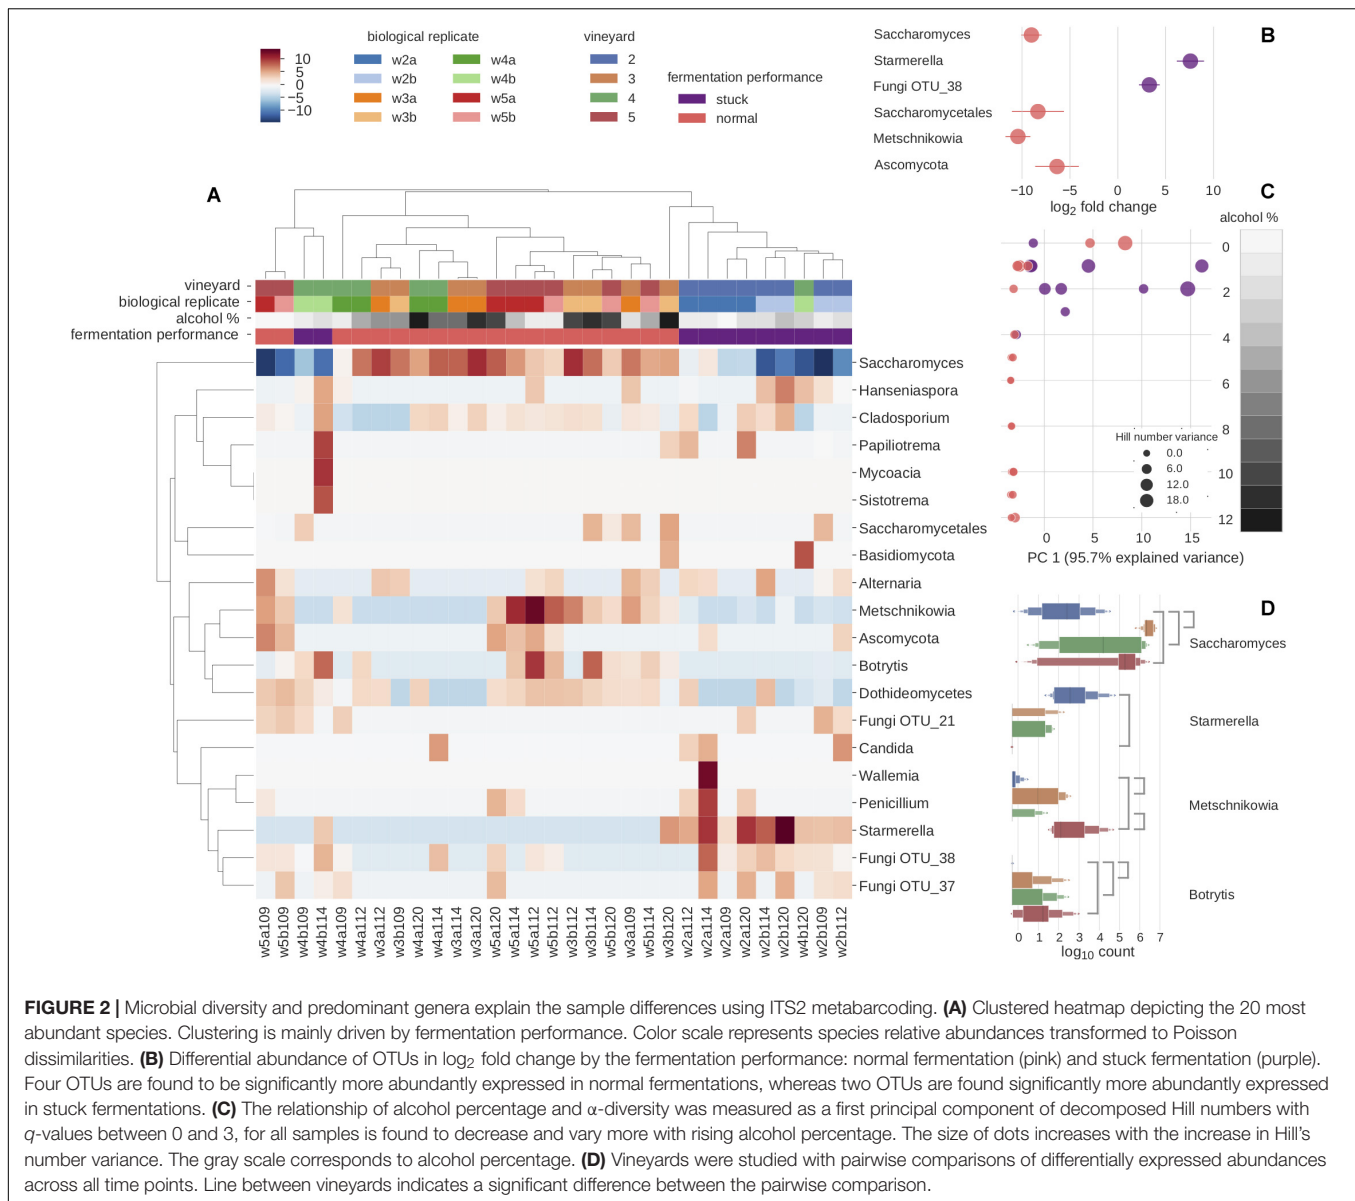 biological replicate
vineyard
fermentation performance
10
5
0
−5
−10
w2a
w2b
w3a
w3b
w4a
w4b
w5a
w5b
2
3
4
5
stuck
normal
B
Saccharomyces
Starmerella
Fungi OTU_38
Saccharomycetales
Metschnikowia
Ascomycota
−10 −5 0 5 10
log2 fold change
A
vineyard
biological replicate
alcohol %
fermentation performance
Saccharomyces
Hanseniaspora
Cladosporium
Papiliotrema
Mycoacia
Sistotrema
Saccharomycetales
Basidiomycota
Alternaria
Metschnikowia
Ascomycota
Botrytis
Dothideomycetes
Fungi OTU_21
Candida
Wallemia
Penicillium
Starmerella
Fungi OTU_38
Fungi OTU_37
w5a109
w5b109
w4b109
w4b114
w4a109
w3a112
w3b112
w3b109
w4a120
w4a114
w3a114
w3a120
w5a120
w5a114
w5a112
w5b112
w3b112
w3b114
w5b120
w3a109
w5b114
w3b120
w2a112
w2a114
w2a109
w2a120
w2b114
w2b120
w4b120
w2b109
w2b112
C
alcohol %
0
2
4
6
8
10
12
Hill number variance
0.0
6.0
12.0
18.0
0 5 10 15
PC 1 (95.7% explained variance)
D
Saccharomyces
Starmerella
Metschnikowia
Botrytis
0 1 2 3 4 5 6 7
log10 count
FIGURE 2 | Microbial diversity and predominant genera explain the sample differences using ITS2 metabarcoding. (A) Clustered heatmap depicting the 20 most
abundant species. Clustering is mainly driven by fermentation performance. Color scale represents species relative abundances transformed to Poisson
dissimilarities. (B) Differential abundance of OTUs in log2 fold change by the fermentation performance: normal fermentation (pink) and stuck fermentation (purple).
Four OTUs are found to be significantly more abundantly expressed in normal fermentations, whereas two OTUs are found significantly more abundantly expressed
in stuck fermentations. (C) The relationship of alcohol percentage and α-diversity was measured as a first principal component of decomposed Hill numbers with
q-values between 0 and 3, for all samples is found to decrease and vary more with rising alcohol percentage. The size of dots increases with the increase in Hill's
number variance. The gray scale corresponds to alcohol percentage. (D) Vineyards were studied with pairwise comparisons of differentially expressed abundances
across all time points. Line between vineyards indicates a significant difference between the pairwise comparison.